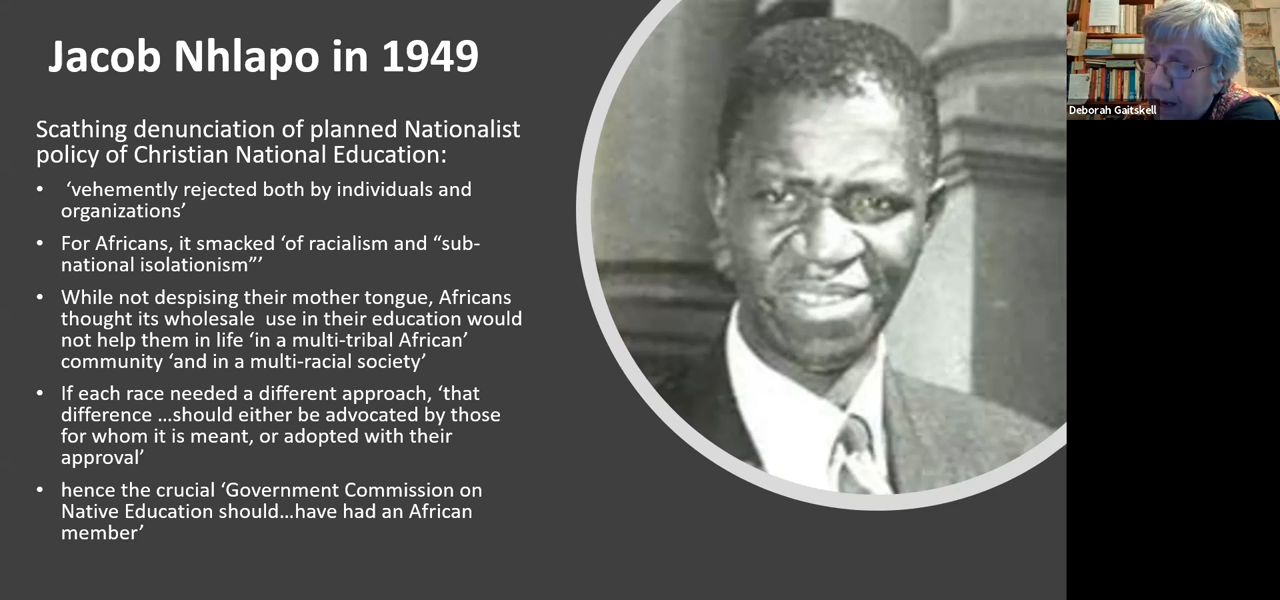 Jacob Nhlapo in 1949
Scathing denunciation of planned Nationalist
policy of Christian National Education:
• ‘vehemently rejected both by individuals and
organizations’
• For Africans, it smacked ‘of racialism and “sub-
national isolationism”’
• While not despising their mother tongue, Africans
thought its wholesale use in their education would
not help them in life ‘in a multi-tribal African’
community ‘and in a multi-racial society’
• If each race needed a different approach, ‘that
difference …should either be advocated by those
for whom it is meant, or adopted with their
approval’
• hence the crucial ‘Government Commission on
Native Education should…have had an African
member’
Deborah Gaitskell